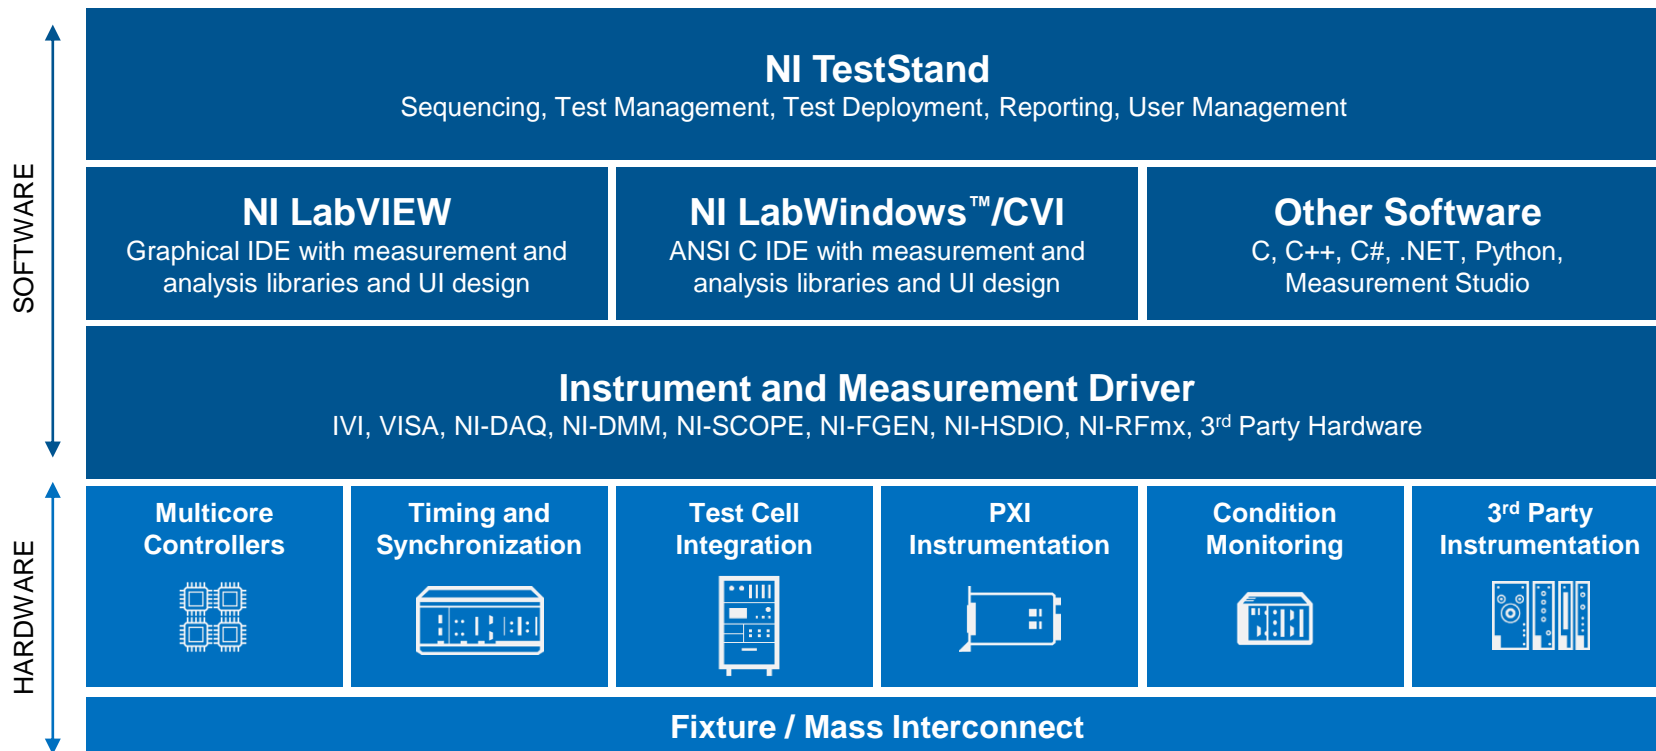 SOFTWARE
NI TestStand
Sequencing, Test Management, Test Deployment, Reporting, User Management
NI LabVIEW
Graphical IDE with measurement and
analysis libraries and UI design
NI LabWindows™/CVI
ANSI C IDE with measurement and
analysis libraries and UI design
Other Software
C, C++, C#, .NET, Python,
Measurement Studio
Instrument and Measurement Driver
IVI, VISA, NI-DAQ, NI-DMM, NI-SCOPE, NI-FGEN, NI-HSDIO, NI-RFmx, 3rd Party Hardware
HARDWARE
Multicore
Controllers
Timing and
Synchronization
Test Cell
Integration
PXI
Instrumentation
Condition
Monitoring
3rd Party
Instrumentation
Fixture / Mass Interconnect